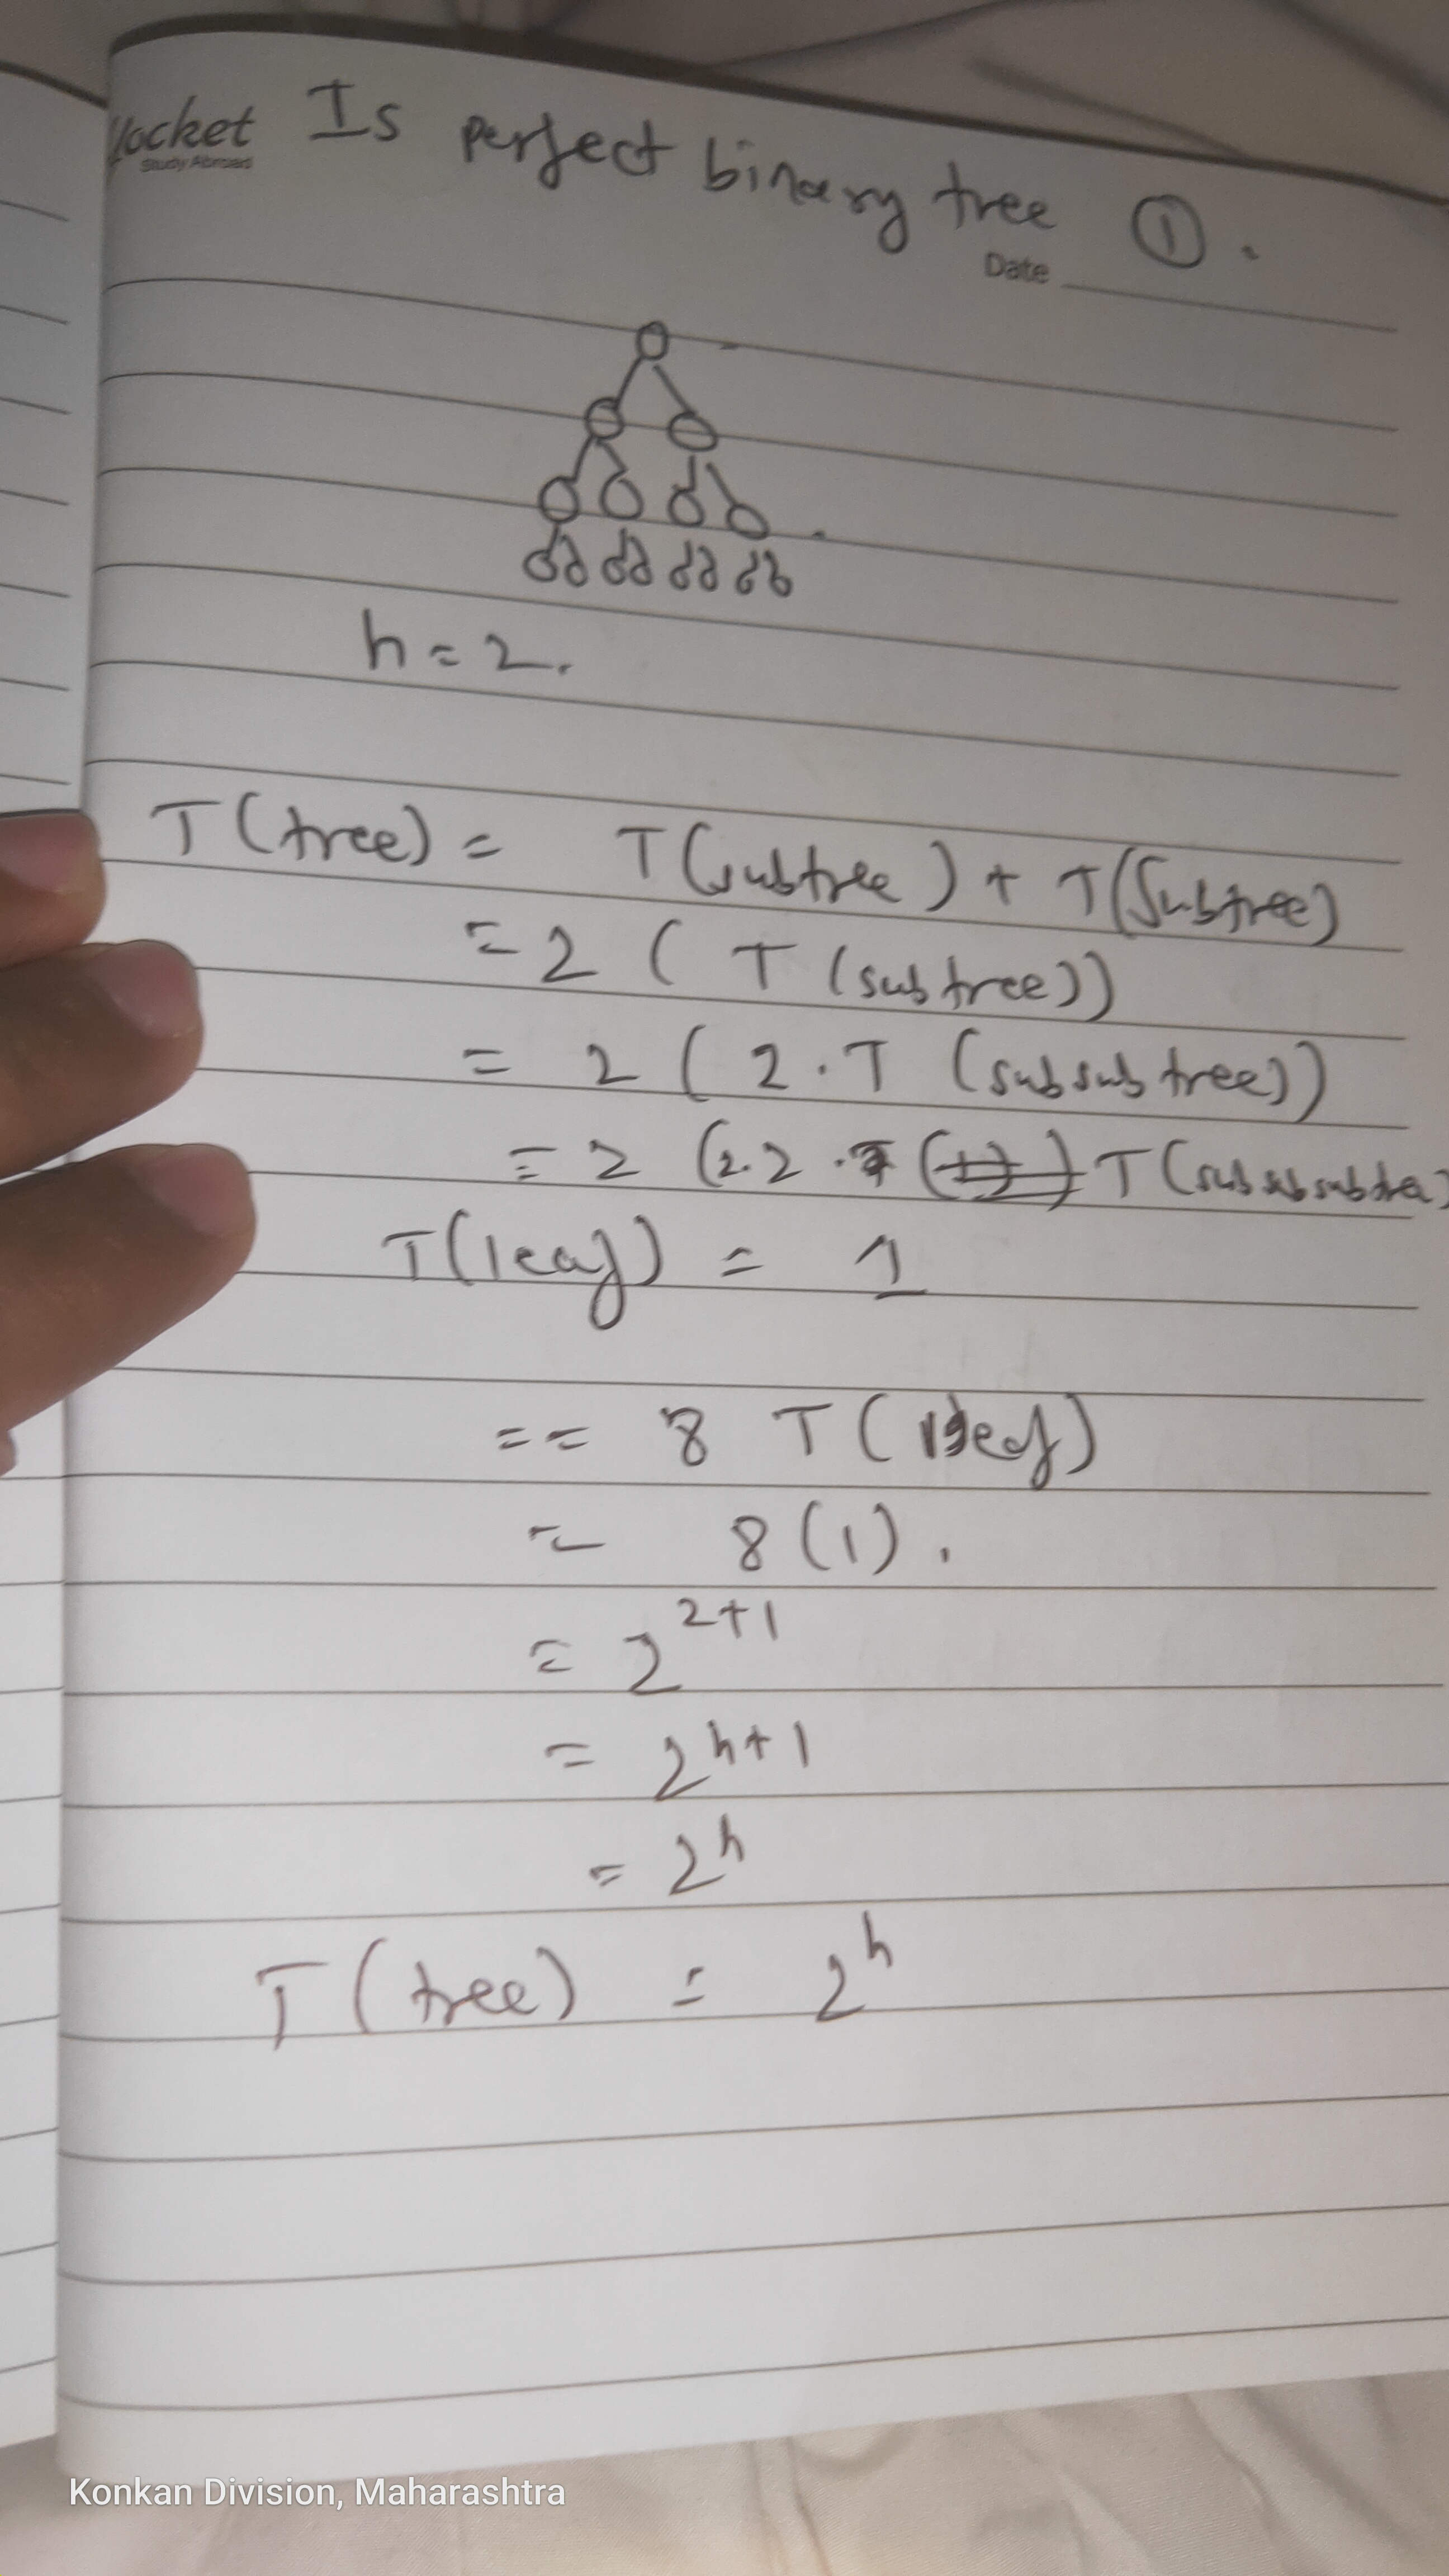 Yocket Is perfect binary tree ①.
Study Abroad
Date
h = 2.
T(tree) = T(subtree) + T(Subtree)
= 2 ( T (subtree))
= 2 ( 2 . T (subsubtree))
= 2 (2.2 . T (subsubsubtree)
T(leaf) = 1
== 8 T (leaf)
= 8 (1) .
= 2^2+1
= 2^h+1
= 2^h
T (tree) = 2^h
Konkan Division, Maharashtra